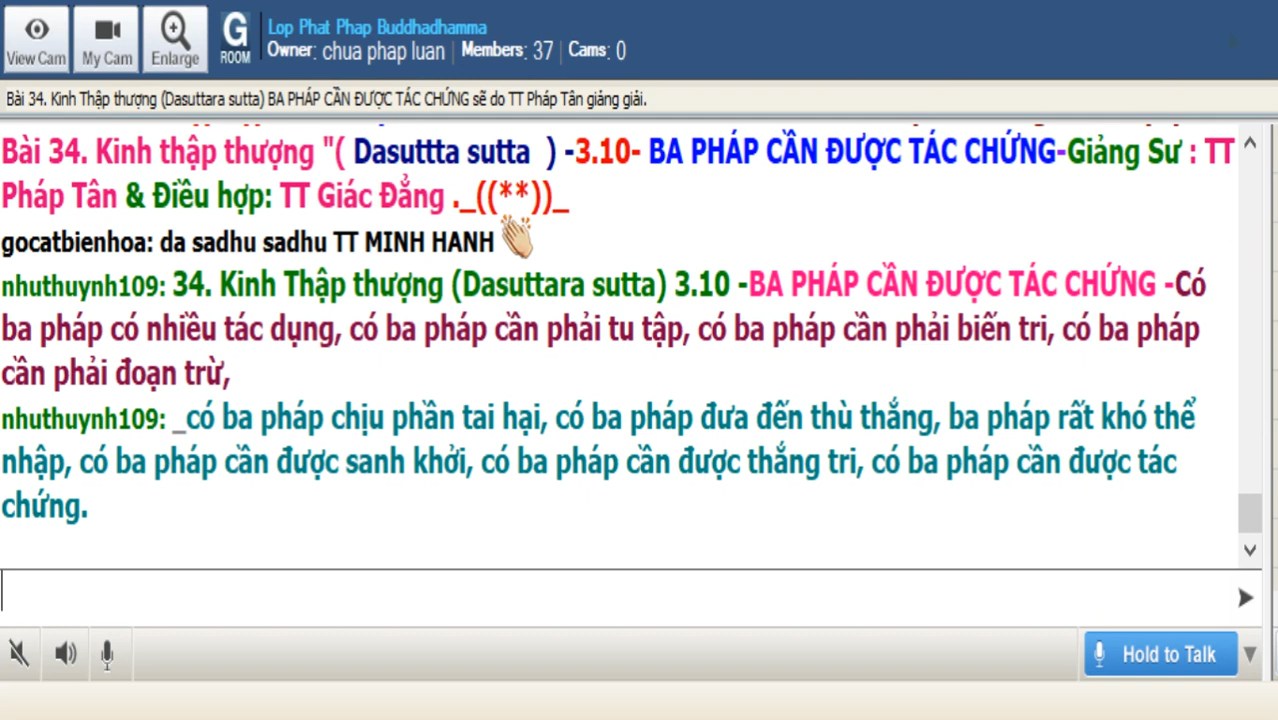 View Cam
My Cam
Enlarge
G
ROOM
Lop Phat Phap Buddhadhamma
Owner: chua phap luan | Members: 37 | Cams: 0
Bài 34. Kinh Thập thượng (Dasuttara sutta) BA PHÁP CẦN ĐƯỢC TÁC CHỨNG sẽ do TT Pháp Tân giảng giải.
Bài 34. Kinh thập thượng "( Dasuttta sutta ) -3.10- BA PHÁP CẦN ĐƯỢC TÁC CHỨNG-Giảng Sư : TT
Pháp Tân & Điều hợp: TT Giác Đẳng ._((**))_
gocatbienhoa: da sadhu sadhu TT MINH HANH
nhuthuynh109: 34. Kinh Thập thượng (Dasuttara sutta) 3.10 -BA PHÁP CẦN ĐƯỢC TÁC CHỨNG -Có
ba pháp có nhiều tác dụng, có ba pháp cần phải tu tập, có ba pháp cần phải biến tri, có ba pháp
cần phải đoạn trừ,
nhuthuynh109: _có ba pháp chịu phần tai hại, có ba pháp đưa đến thù thắng, ba pháp rất khó thể
nhập, có ba pháp cần được sanh khởi, có ba pháp cần được thắng tri, có ba pháp cần được tác
chứng.
Hold to Talk